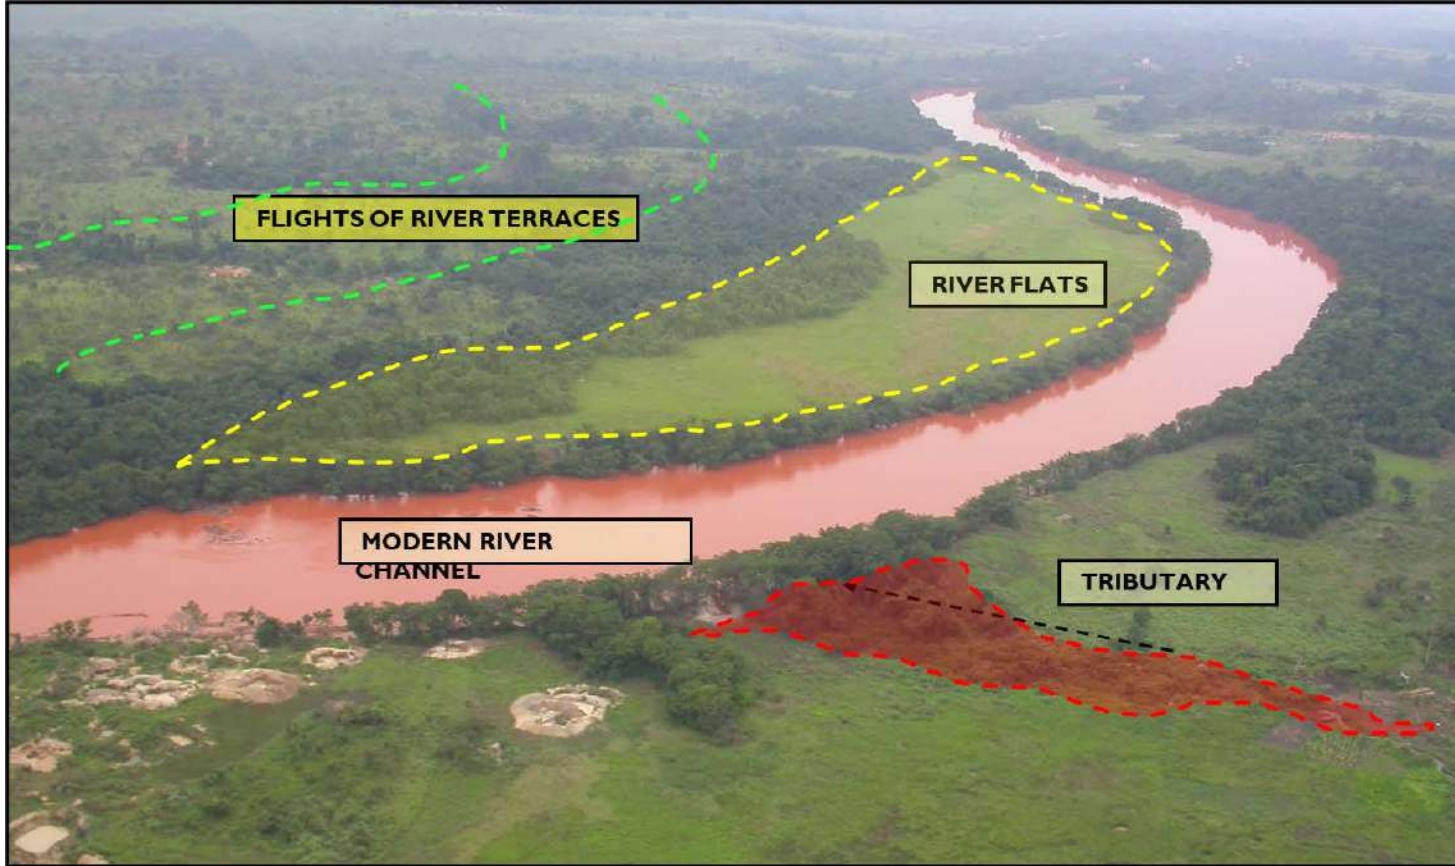 FLIGHTS OF RIVER TERRACES
RIVER FLATS
MODERN RIVER
CHANNEL
TRIBUTARY